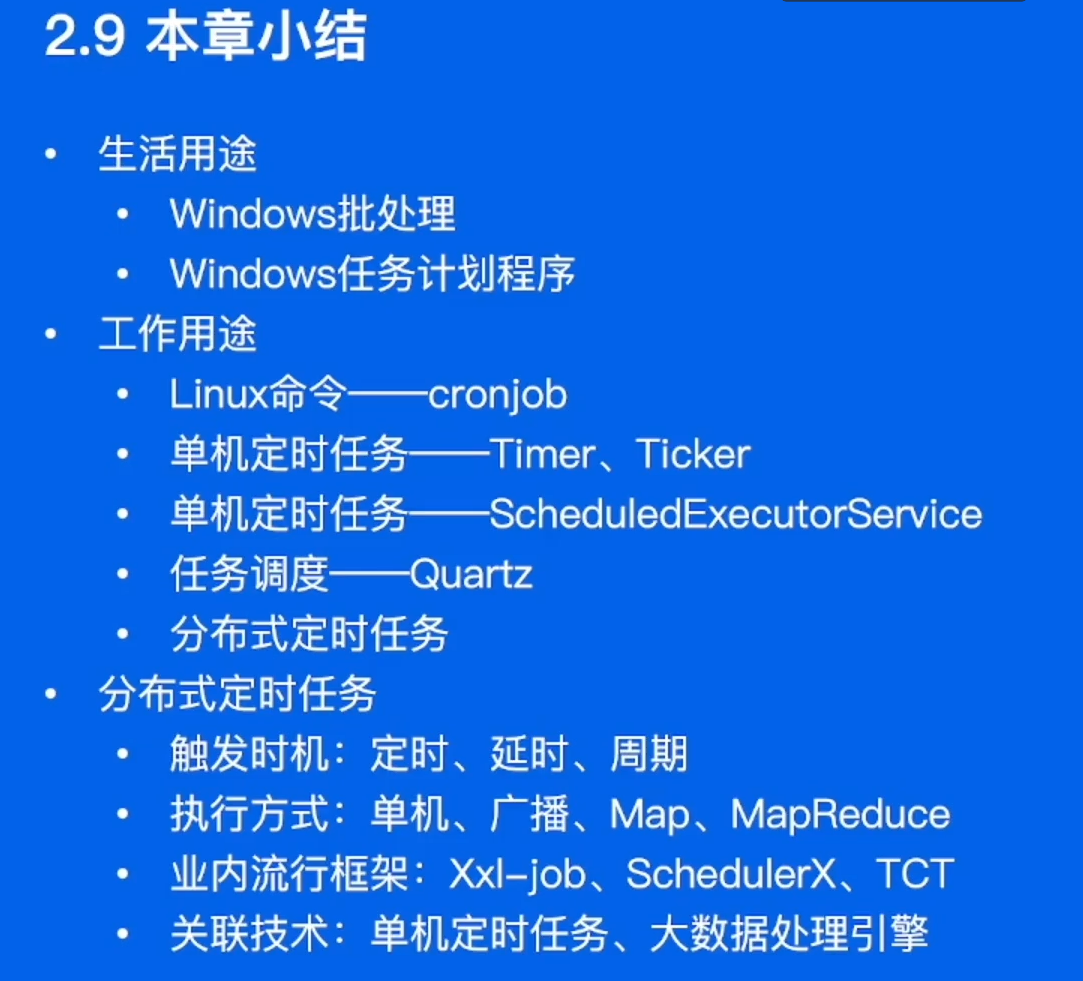 2.9 本章小结
• 生活用途
• Windows批处理
• Windows任务计划程序
• 工作用途
• Linux命令——cronjob
• 单机定时任务——Timer、Ticker
• 单机定时任务——ScheduledExecutorService
• 任务调度——Quartz
• 分布式定时任务
• 分布式定时任务
• 触发时机：定时、延时、周期
• 执行方式：单机、广播、Map、MapReduce
• 业内流行框架：Xxl-job、SchedulerX、TCT
• 关联技术：单机定时任务、大数据处理引擎